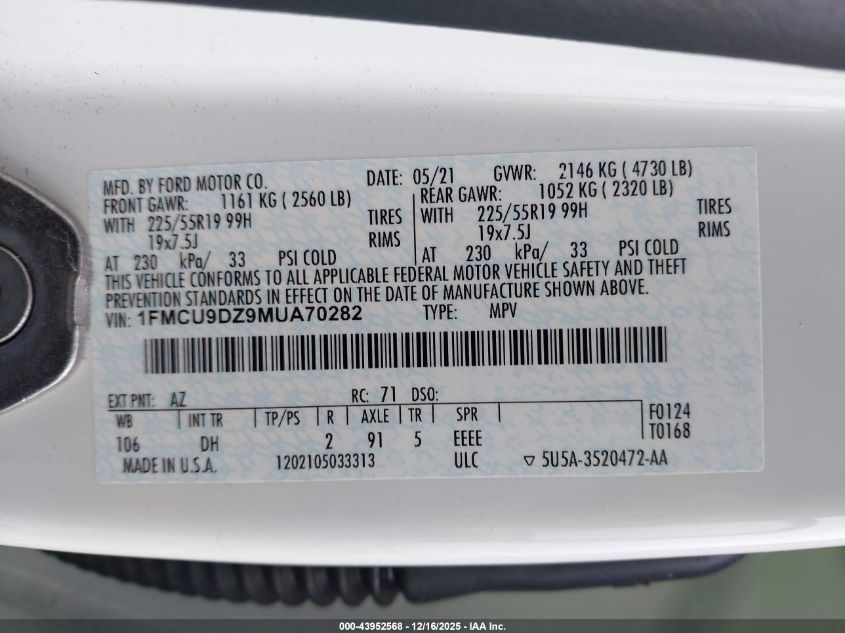 MFD. BY FORD MOTOR CO. DATE: 05/21 GVWR: 2146 KG ( 4730 LB)
FRONT GAWR: 1161 KG ( 2560 LB) REAR GAWR: 1052 KG ( 2320 LB)
WITH 225/55R19 99H TIRES WITH 225/55R19 99H TIRES
19x7.5J RIMS 19x7.5J RIMS
AT 230 kPa/ 33 PSI COLD AT 230 kPa/ 33 PSI COLD
THIS VEHICLE CONFORMS TO ALL APPLICABLE FEDERAL MOTOR VEHICLE SAFETY AND THEFT
PREVENTION STANDARDS IN EFFECT ON THE DATE OF MANUFACTURE SHOWN ABOVE.
VIN: 1FMCU9DZ9MUA70282 TYPE: MPV
EXT PNT: AZ RC: 71 DSO:
WB INT TR TP/PS R AXLE TR SPR F0124
106 DH 2 91 5 EEEE T0168
MADE IN U.S.A. 1202105033313 ULC ▽ 5U5A-3520472-AA
000-43952568 - 12/16/2025 - IAA Inc.